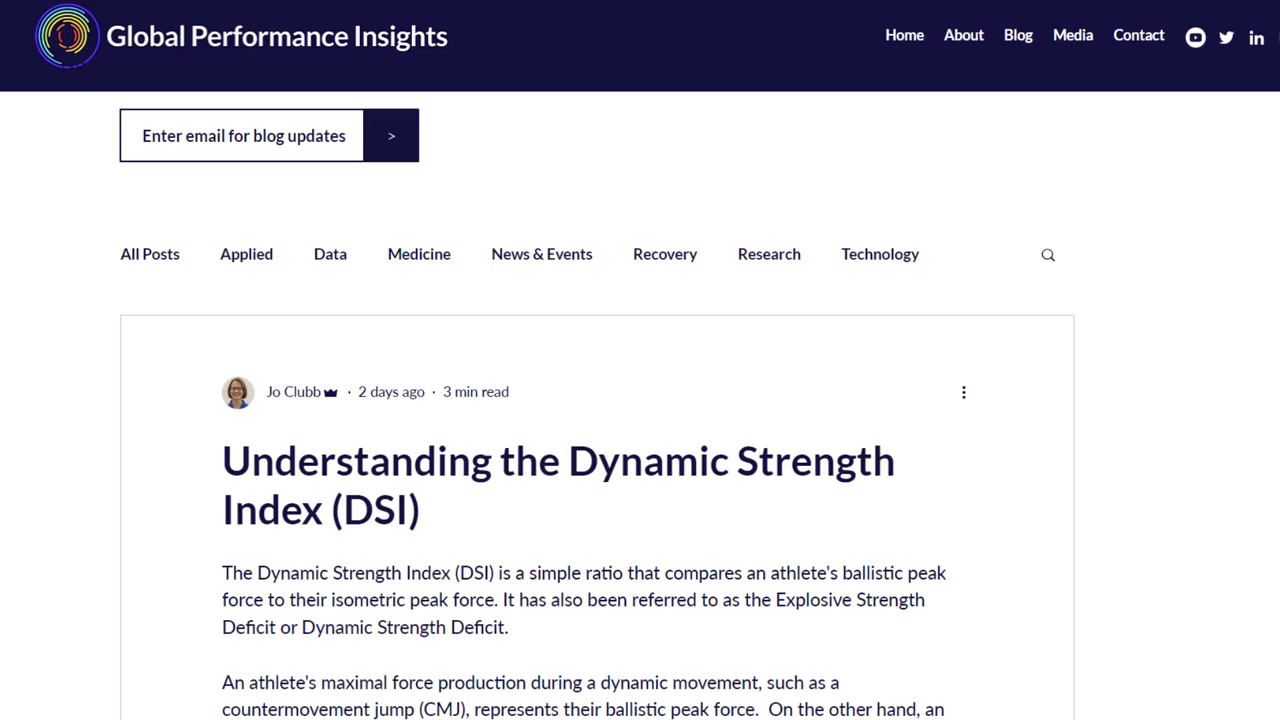 Global Performance Insights
Home About Blog Media Contact
Enter email for blog updates >
All Posts Applied Data Medicine News & Events Recovery Research Technology
Jo Clubb · 2 days ago · 3 min read
Understanding the Dynamic Strength
Index (DSI)
The Dynamic Strength Index (DSI) is a simple ratio that compares an athlete's ballistic peak
force to their isometric peak force. It has also been referred to as the Explosive Strength
Deficit or Dynamic Strength Deficit.
An athlete's maximal force production during a dynamic movement, such as a
countermovement jump (CMJ), represents their ballistic peak force.  On the other hand, an